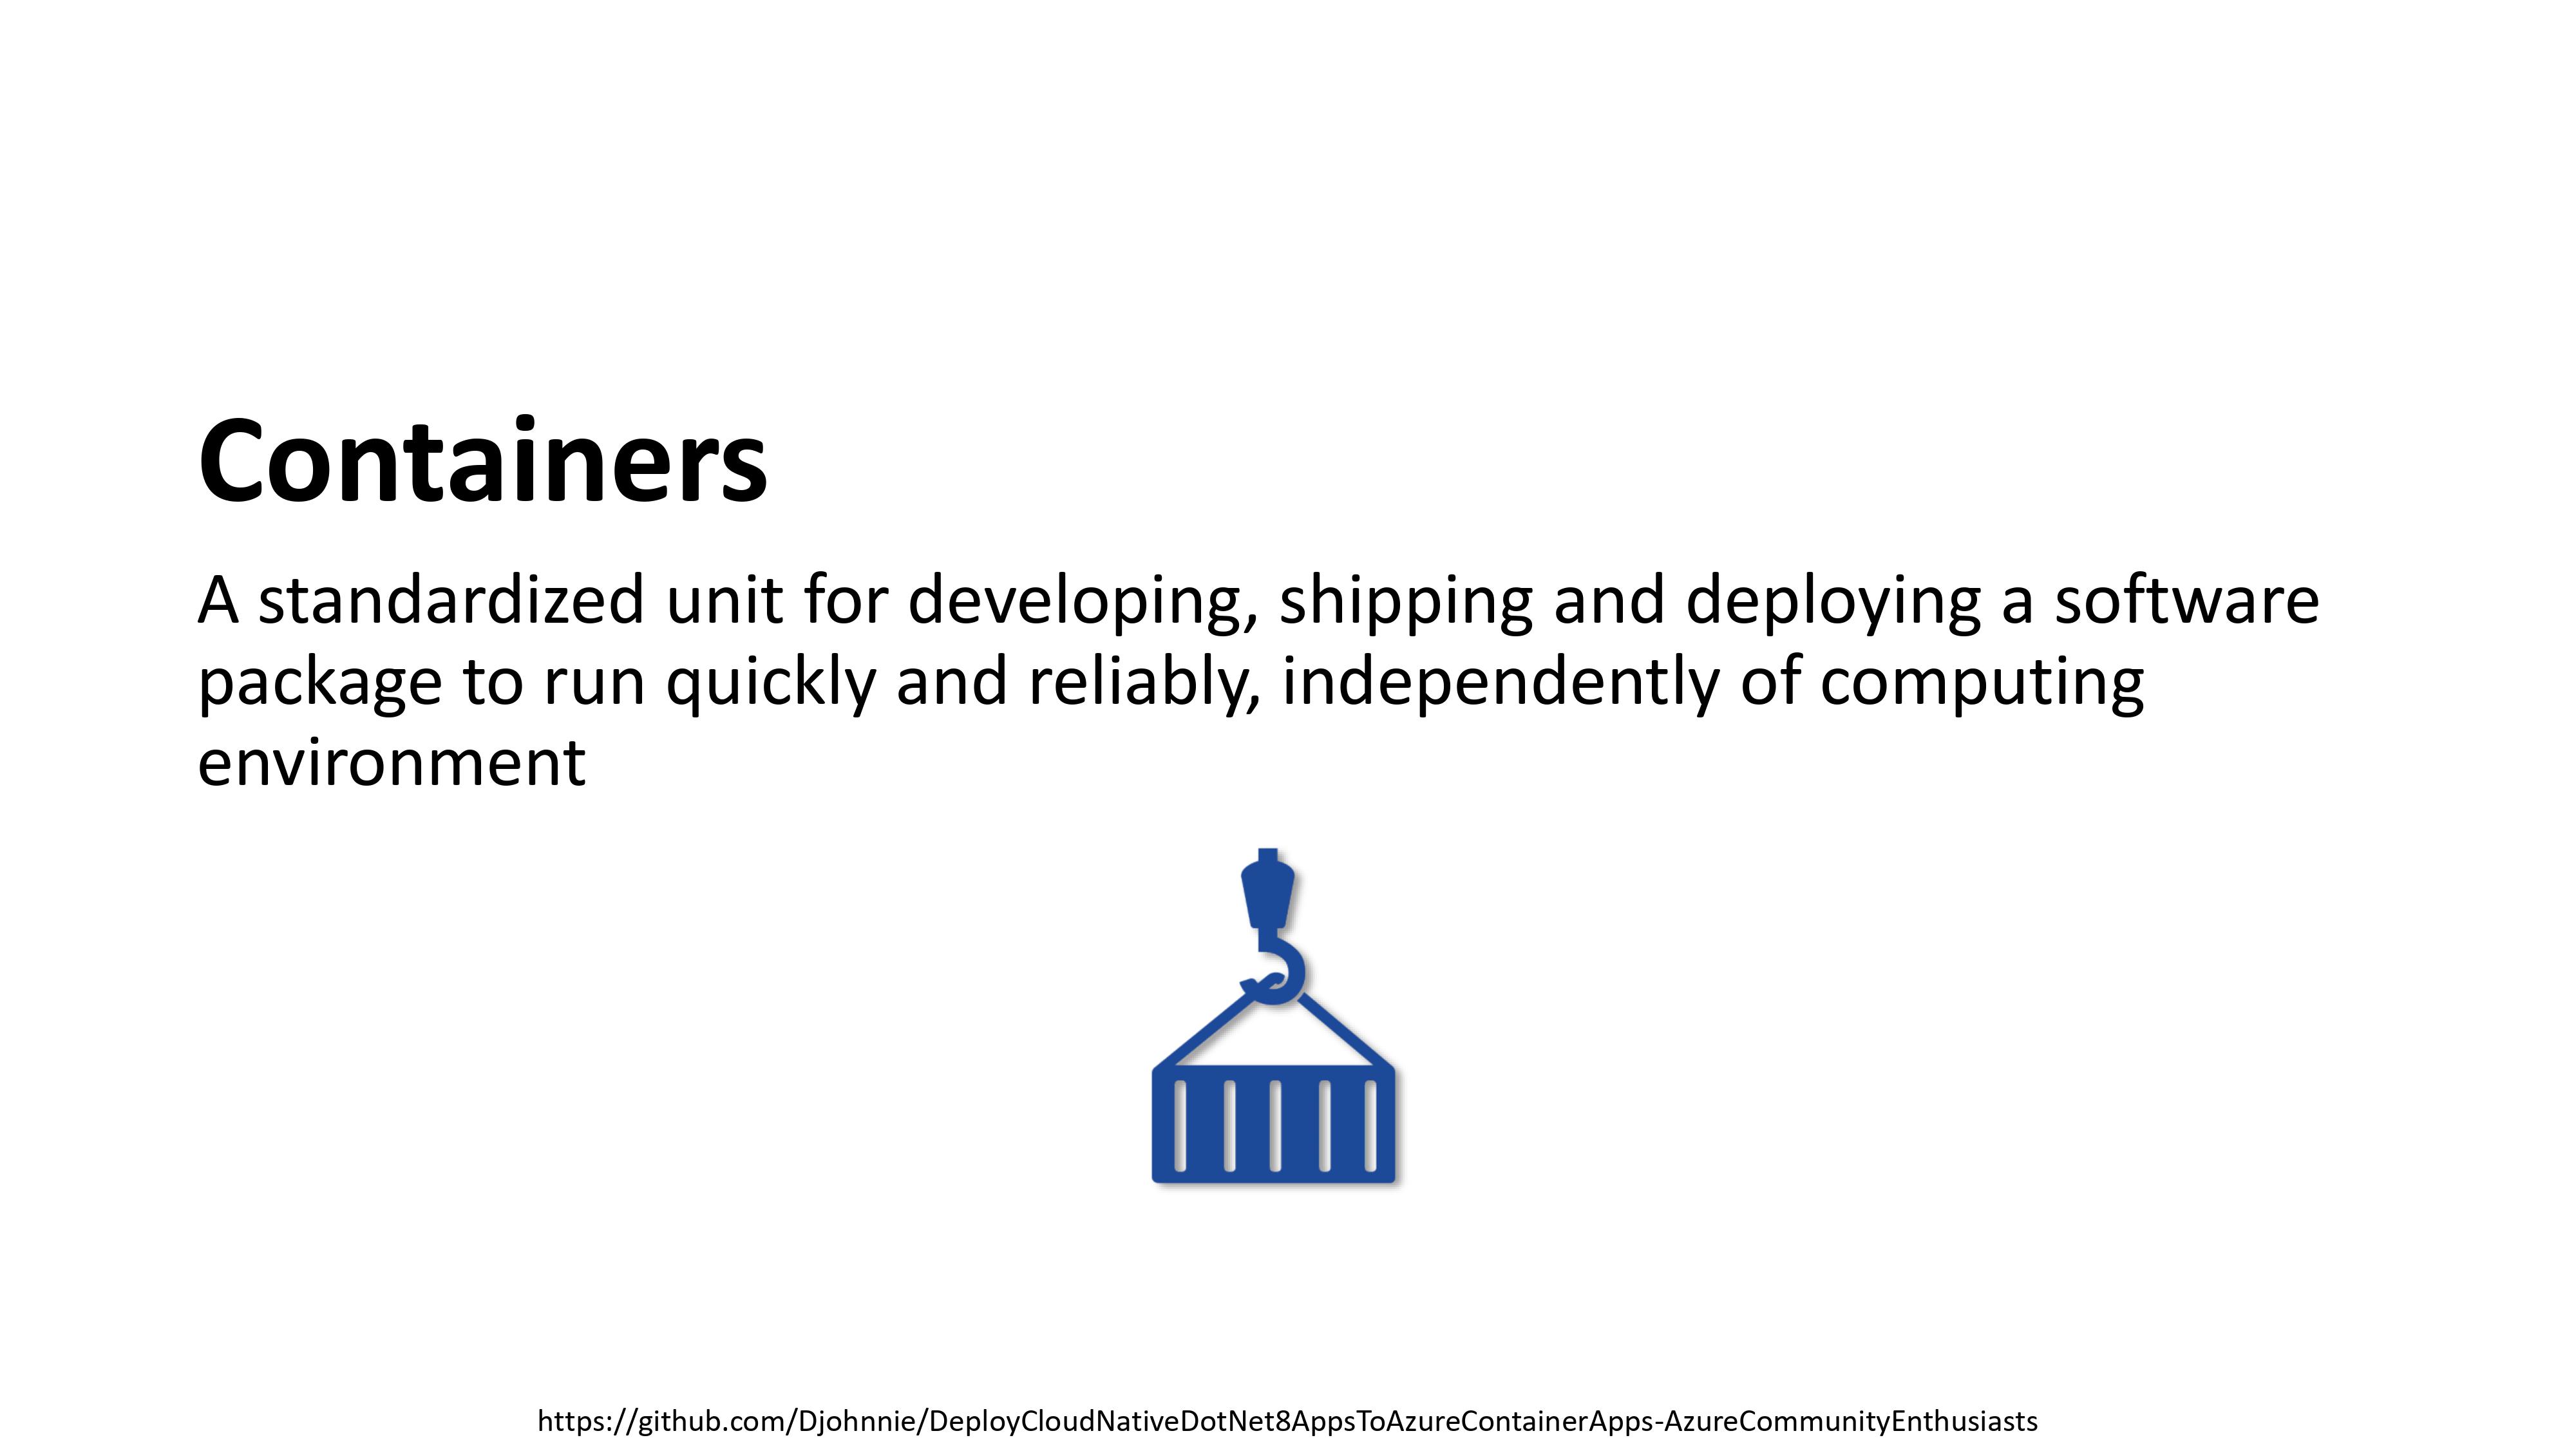 Containers
A standardized unit for developing, shipping and deploying a software
package to run quickly and reliably, independently of computing
environment
https://github.com/Djohnnie/DeployCloudNativeDotNet8AppsToAzureContainerApps-AzureCommunityEnthusiasts